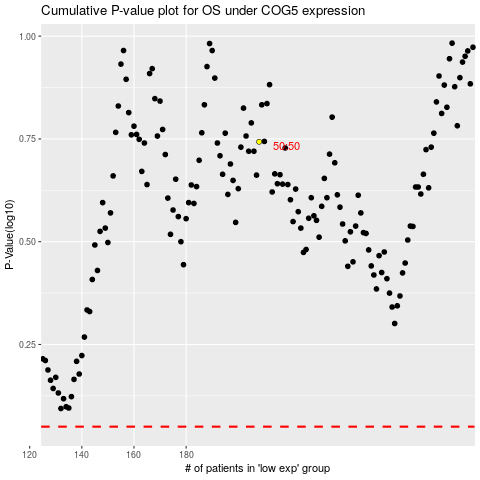 Cumulative P-value plot for OS under COG5 expression
P-Value(log10)
1.00
0.75
0.50
0.25
50:50
120 140 160 180
# of patients in 'low exp' group